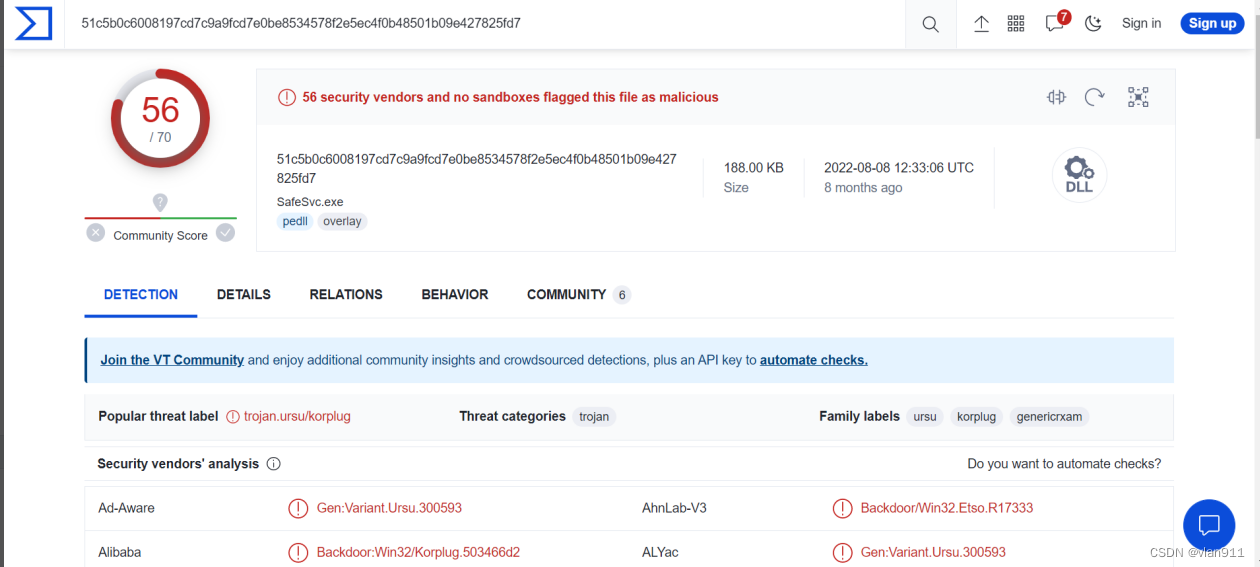 51c5b0c6008197cd7c9a9fcd7e0be8534578f2e5ec4f0b48501b09e427825fd7
7
Sign in
Sign up
56
/ 70
?
Community Score
56 security vendors and no sandboxes flagged this file as malicious
51c5b0c6008197cd7c9a9fcd7e0be8534578f2e5ec4f0b48501b09e427
825fd7
SafeSvc.exe
pedll overlay
188.00 KB
Size
2022-08-08 12:33:06 UTC
8 months ago
DLL
DETECTION DETAILS RELATIONS BEHAVIOR COMMUNITY 6
Join the VT Community and enjoy additional community insights and crowdsourced detections, plus an API key to automate checks.
Popular threat label trojan.ursu/korplug Threat categories trojan Family labels ursu korplug genericrxam
Security vendors' analysis Do you want to automate checks?
Ad-Aware Gen:Variant.Ursu.300593 AhnLab-V3 Backdoor/Win32.Etso.R17333
Alibaba Backdoor:Win32/Korplug.503466d2 ALYac Gen:Variant.Ursu.300593
CSDN @vlan911